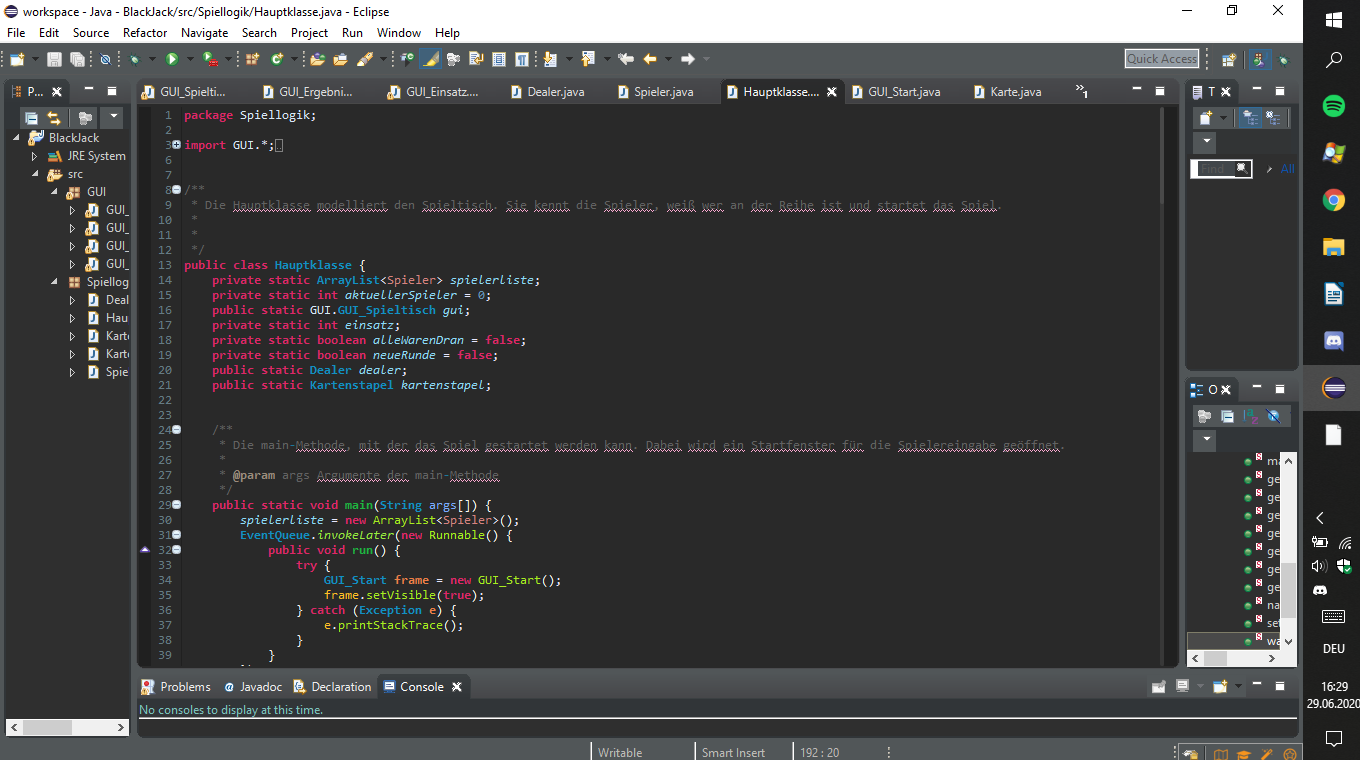 workspace - Java - BlackJack/src/Spiellogik/Hauptklasse.java - Eclipse
File Edit Source Refactor Navigate Search Project Run Window Help
Quick Access
P...
GUI_Spielti...
GUI_Ergebni...
GUI_Einsatz....
Dealer.java
Spieler.java
Hauptklasse....
GUI_Start.java
Karte.java
»1
T
BlackJack
JRE System
src
GUI
GUI_
GUI_
GUI_
GUI_
Spiellog
Deal
Hau
Karte
Karte
Spie
1 package Spiellogik;
2
3 import GUI.*;
6
7
8 /**
9 * Die Hauptklasse modelliert den Spieltisch. Sie kennt die Spieler, weiß wer an der Reihe ist und startet das Spiel.
10 *
11 *
12 */
13 public class Hauptklasse {
14 private static ArrayList<Spieler> spielerliste;
15 private static int aktuellerSpieler = 0;
16 public static GUI.GUI_Spieltisch gui;
17 private static int einsatz;
18 private static boolean alleWarenDran = false;
19 private static boolean neueRunde = false;
20 public static Dealer dealer;
21 public static Kartenstapel kartenstapel;
22
23
24 /**
25 * Die main-Methode, mit der das Spiel gestartet werden kann. Dabei wird ein Startfenster für die Spielereingabe geöffnet.
26 *
27 * @param args Argumente der main-Methode
28 */
29 public static void main(String args[]) {
30 spielerliste = new ArrayList<Spieler>();
31 EventQueue.invokeLater(new Runnable() {
32 public void run() {
33 try {
34 GUI_Start frame = new GUI_Start();
35 frame.setVisible(true);
36 } catch (Exception e) {
37 e.printStackTrace();
38 }
39 }
Find
All
O
ma
ge
ge
ge
ge
ge
ge
ge
na
set
wa
Problems
@ Javadoc
Declaration
Console
No consoles to display at this time.
Writable
Smart Insert
192 : 20
DEU
16:29
29.06.2020